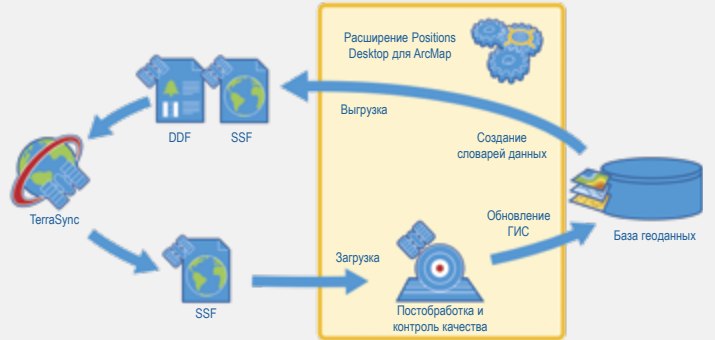 Расширение Positions
Desktop для ArcMap
Выгрузка
DDF
SSF
Создание
словарей данных
TerraSync
Обновление
ГИС
База геоданных
Загрузка
SSF
Постобработка и
контроль качества